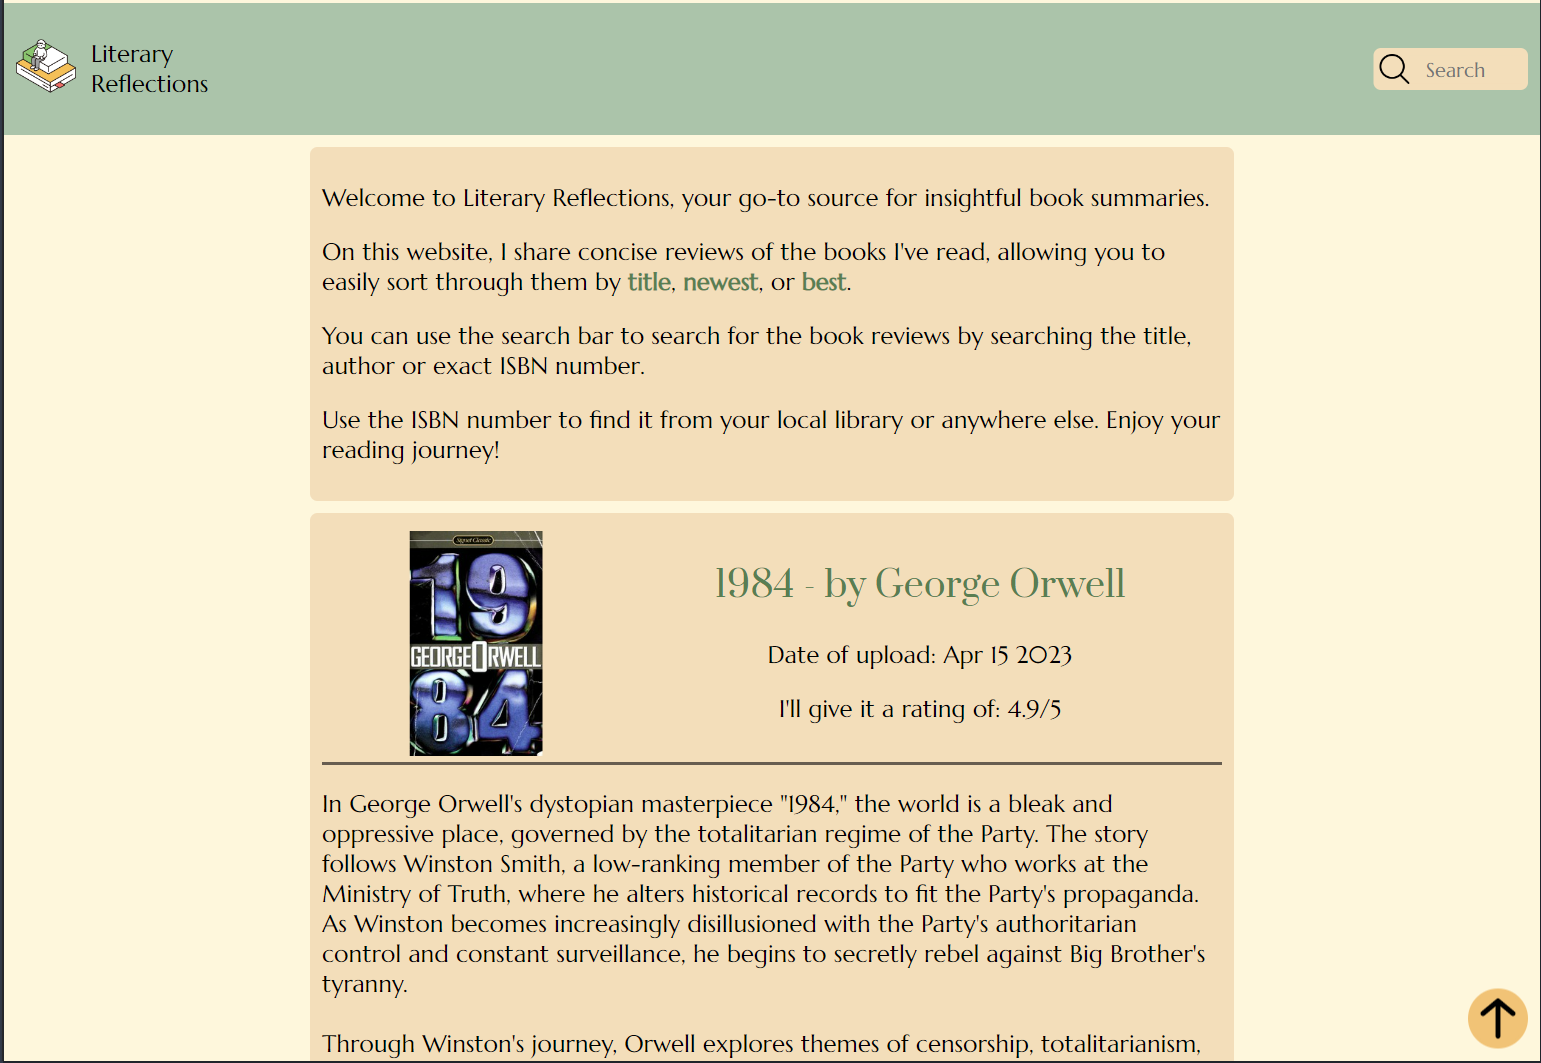 Literary
Reflections
Search
Welcome to Literary Reflections, your go-to source for insightful book summaries.
On this website, I share concise reviews of the books I've read, allowing you to
easily sort through them by title, newest, or best.
You can use the search bar to search for the book reviews by searching the title,
author or exact ISBN number.
Use the ISBN number to find it from your local library or anywhere else. Enjoy your
reading journey!
Signet Classic
19
GEORGE ORWELL
84
1984 - by George Orwell
Date of upload: Apr 15 2023
I'll give it a rating of: 4.9/5
In George Orwell's dystopian masterpiece "1984," the world is a bleak and
oppressive place, governed by the totalitarian regime of the Party. The story
follows Winston Smith, a low-ranking member of the Party who works at the
Ministry of Truth, where he alters historical records to fit the Party's propaganda.
As Winston becomes increasingly disillusioned with the Party's authoritarian
control and constant surveillance, he begins to secretly rebel against Big Brother's
tyranny.
Through Winston's journey, Orwell explores themes of censorship, totalitarianism,